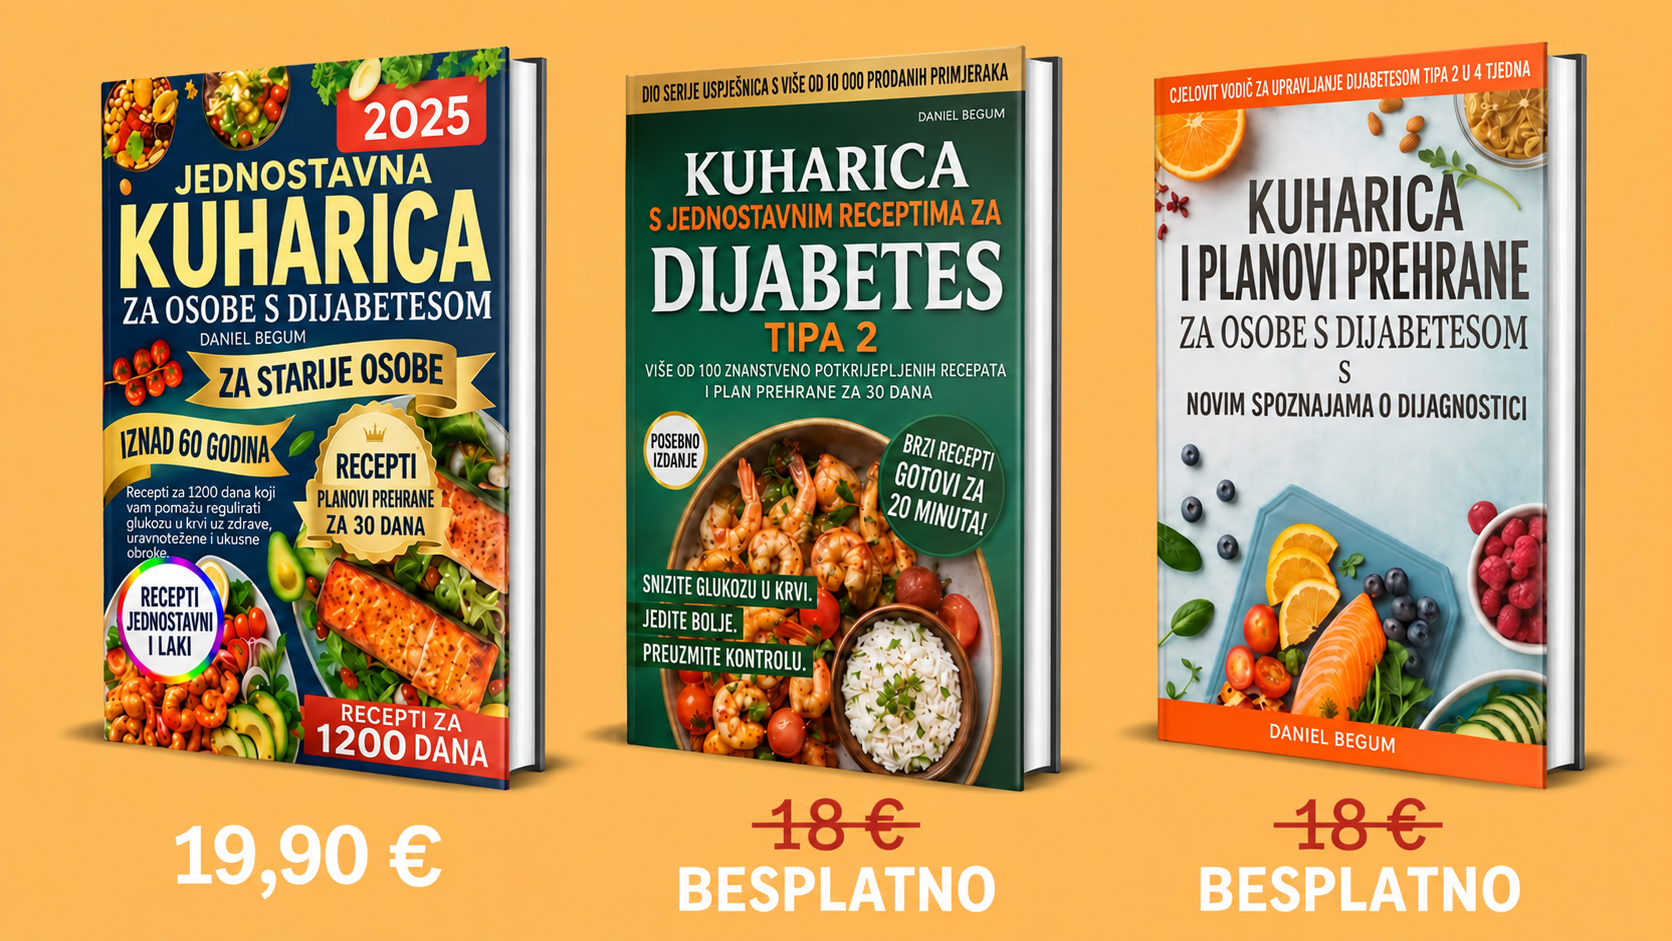 2025
JEDNOSTAVNA
KUHARICA
ZA OSOBE S DIJABETESOM
DANIEL BEGUM
ZA STARIJE OSOBE
IZNAD 60 GODINA
Recepti za 1200 dana koji
vam pomažu regulirati
glukozu u krvi uz zdrave,
uravnotežene i ukusne
obroke.
RECEPTI
PLANOVI PREHRANE
ZA 30 DANA
RECEPTI
JEDNOSTAVNI
I LAKI
RECEPTI ZA
1200 DANA
19,90 €
DIO SERIJE USPJEŠNICA S VIŠE OD 10 000 PRODANIH PRIMJERAKA
DANIEL BEGUM
KUHARICA
S JEDNOSTAVNIM RECEPTIMA ZA
DIJABETES
TIPA 2
VIŠE OD 100 ZNANSTVENO POTKRIJEPLJENIH RECEPATA
I PLAN PREHRANE ZA 30 DANA
POSEBNO
IZDANJE
BRZI RECEPTI
GOTOVI ZA
20 MINUTA!
SNIZITE GLUKOZU U KRVI.
JEDITE BOLJE.
PREUZMITE KONTROLU.
18 €
BESPLATNO
CJELOVIT VODIČ ZA UPRAVLJANJE DIJABETESOM TIPA 2 U 4 TJEDNA
KUHARICA
I PLANOVI PREHRANE
ZA OSOBE S DIJABETESOM
S
NOVIM SPOZNAJAMA O DIJAGNOSTICI
DANIEL BEGUM
18 €
BESPLATNO